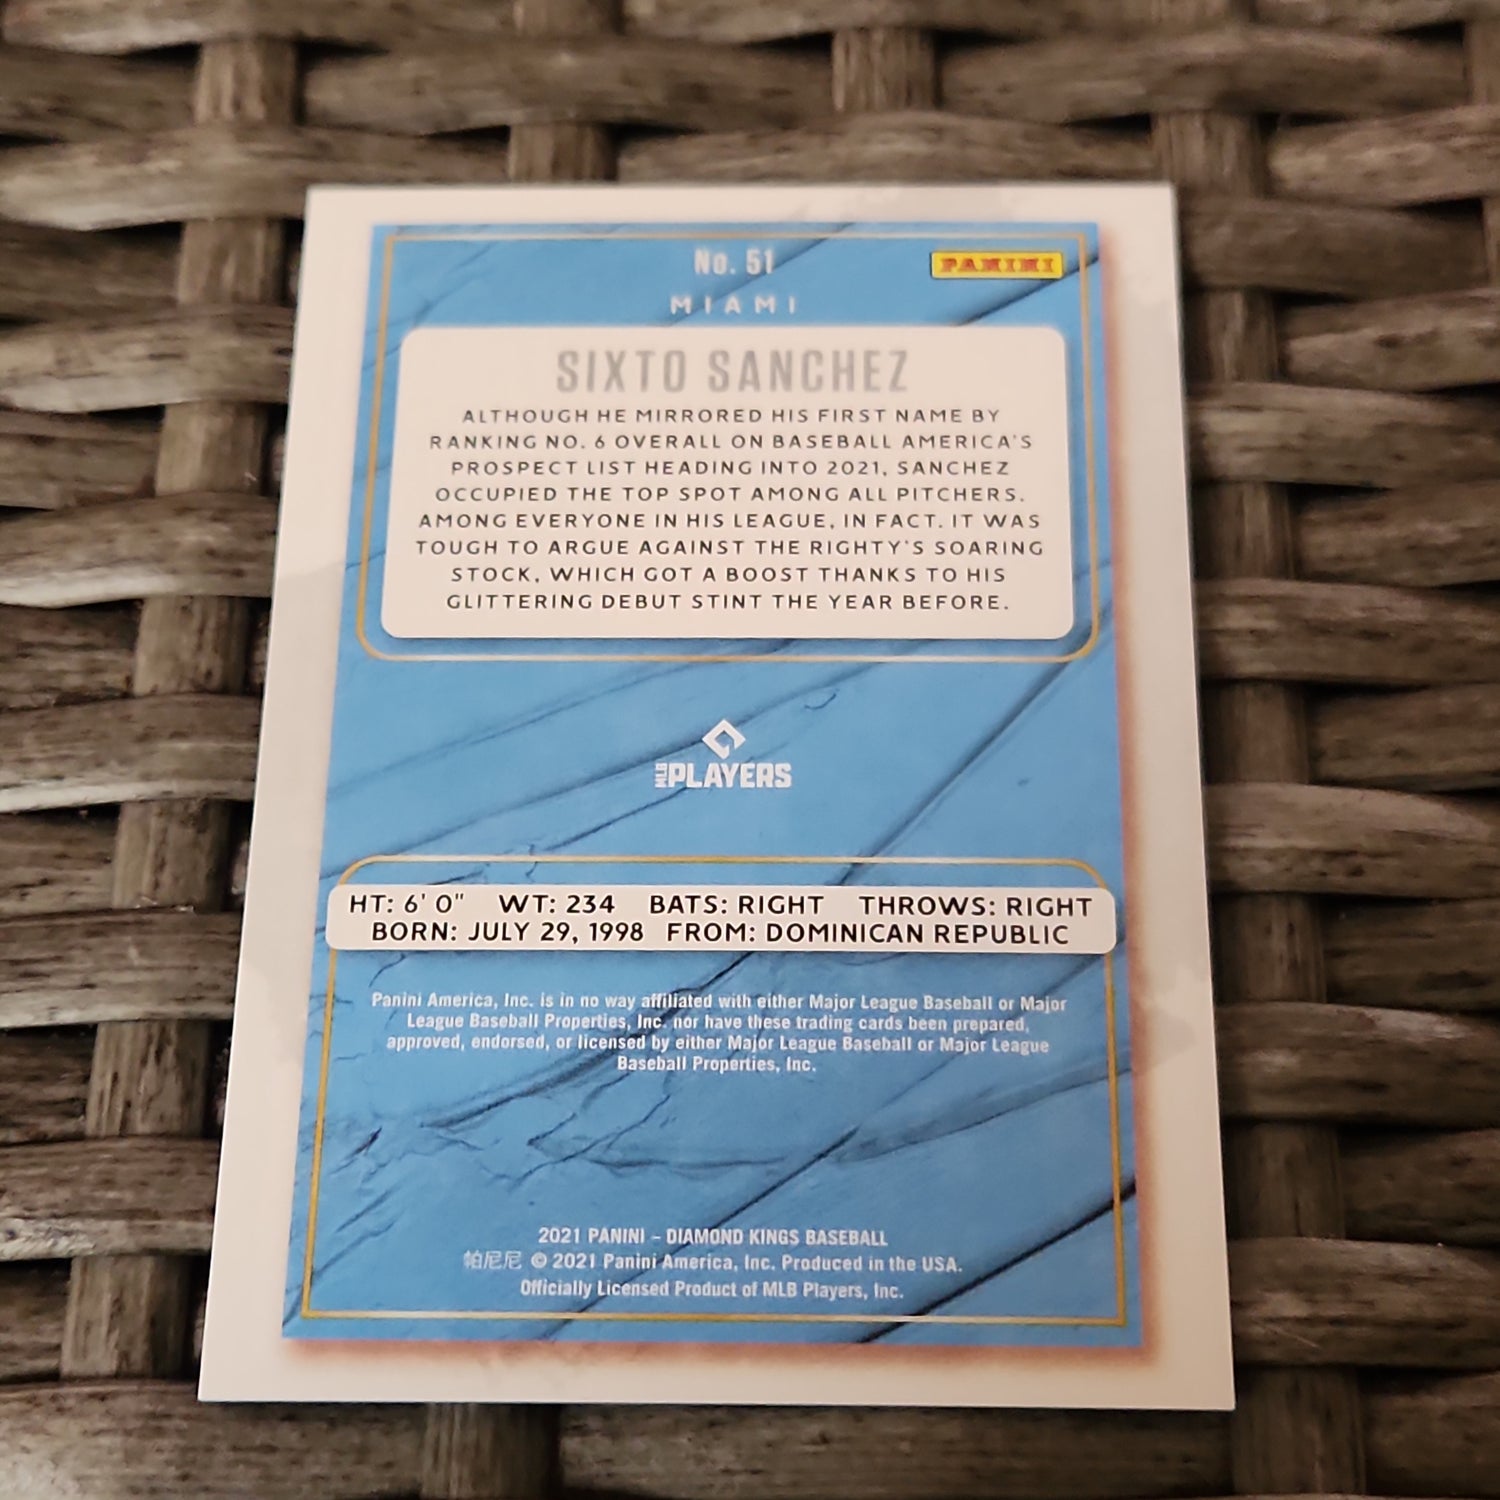 No. 51
PANINI
MIAMI
SIXTO SANCHEZ
ALTHOUGH HE MIRRORED HIS FIRST NAME BY
RANKING NO. 6 OVERALL ON BASEBALL AMERICA'S
PROSPECT LIST HEADING INTO 2021, SANCHEZ
OCCUPIED THE TOP SPOT AMONG ALL PITCHERS.
AMONG EVERYONE IN HIS LEAGUE, IN FACT. IT WAS
TOUGH TO ARGUE AGAINST THE RIGHTY'S SOARING
STOCK, WHICH GOT A BOOST THANKS TO HIS
GLITTERING DEBUT STINT THE YEAR BEFORE.
MLB PLAYERS
HT: 6' 0" WT: 234 BATS: RIGHT THROWS: RIGHT
BORN: JULY 29, 1998 FROM: DOMINICAN REPUBLIC
Panini America, Inc. is in no way affiliated with either Major League Baseball or Major
League Baseball Properties, Inc. nor have these trading cards been prepared,
approved, endorsed, or licensed by either Major League Baseball or Major League
Baseball Properties, Inc.
2021 PANINI – DIAMOND KINGS BASEBALL
帕尼尼 © 2021 Panini America, Inc. Produced in the USA.
Officially Licensed Product of MLB Players, Inc.